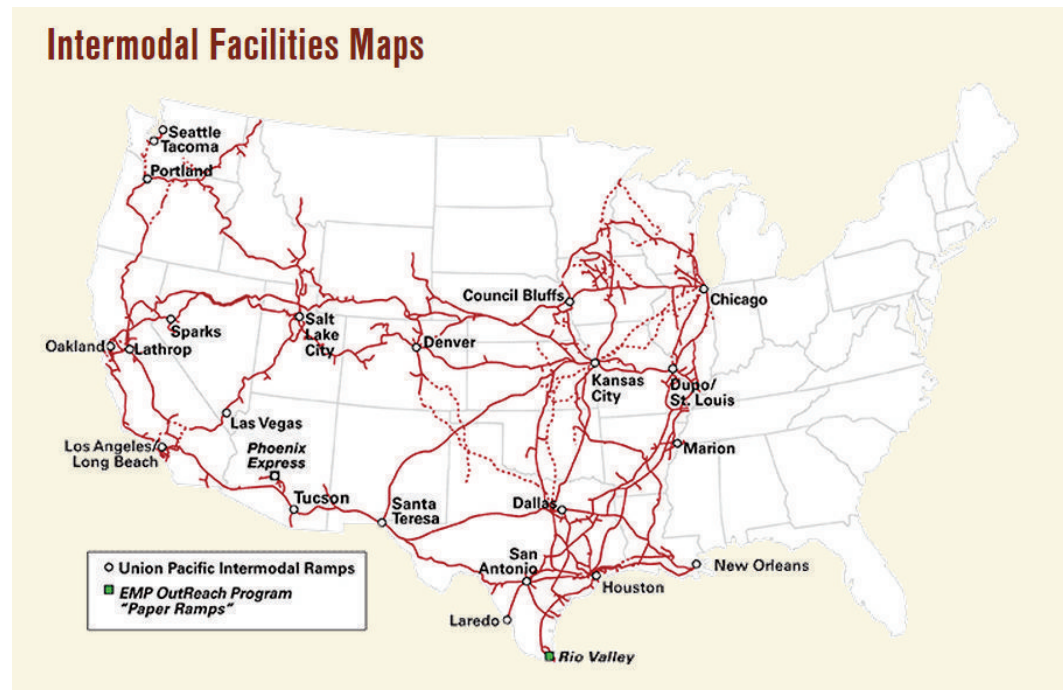 Intermodal Facilities Maps
Seattle
Tacoma
Portland
Council Bluffs
Chicago
Sparks
Salt
Lake
City
Oakland
Lathrop
Denver
Kansas
City
Dupo/
St. Louis
Las Vegas
Los Angeles/
Long Beach
Phoenix
Express
Marion
Tucson
Santa
Teresa
Dallas
San
Antonio
New Orleans
Houston
Laredo
Rio Valley
Union Pacific Intermodal Ramps
EMP OutReach Program
"Paper Ramps"